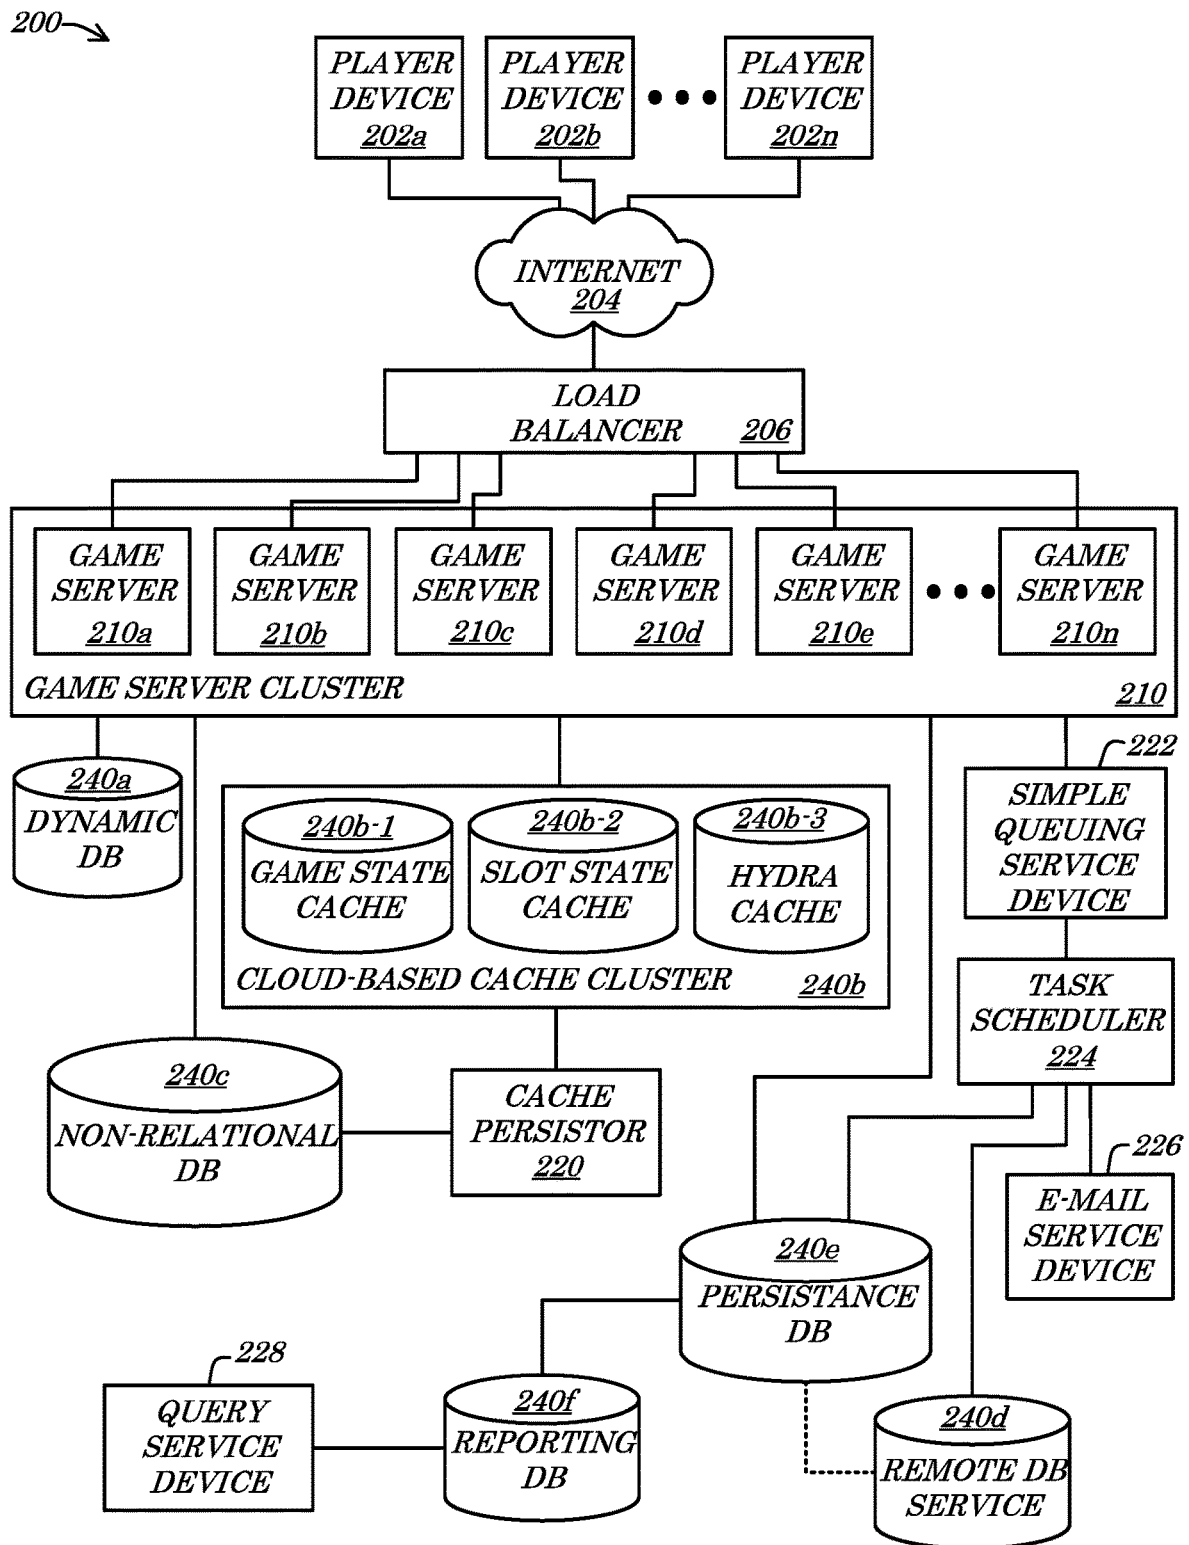 200
PLAYER
DEVICE
202a
PLAYER
DEVICE
202b
PLAYER
DEVICE
202n
INTERNET
204
LOAD
BALANCER
206
GAME
SERVER
210a
GAME
SERVER
210b
GAME
SERVER
210c
GAME
SERVER
210d
GAME
SERVER
210e
GAME
SERVER
210n
GAME SERVER CLUSTER
210
240a
DYNAMIC
DB
240b-1
GAME STATE
CACHE
240b-2
SLOT STATE
CACHE
240b-3
HYDRA
CACHE
CLOUD-BASED CACHE CLUSTER
240b
222
SIMPLE
QUEUING
SERVICE
DEVICE
TASK
SCHEDULER
224
240c
NON-RELATIONAL
DB
CACHE
PERSISTOR
220
226
E-MAIL
SERVICE
DEVICE
240e
PERSISTANCE
DB
228
QUERY
SERVICE
DEVICE
240f
REPORTING
DB
240d
REMOTE DB
SERVICE